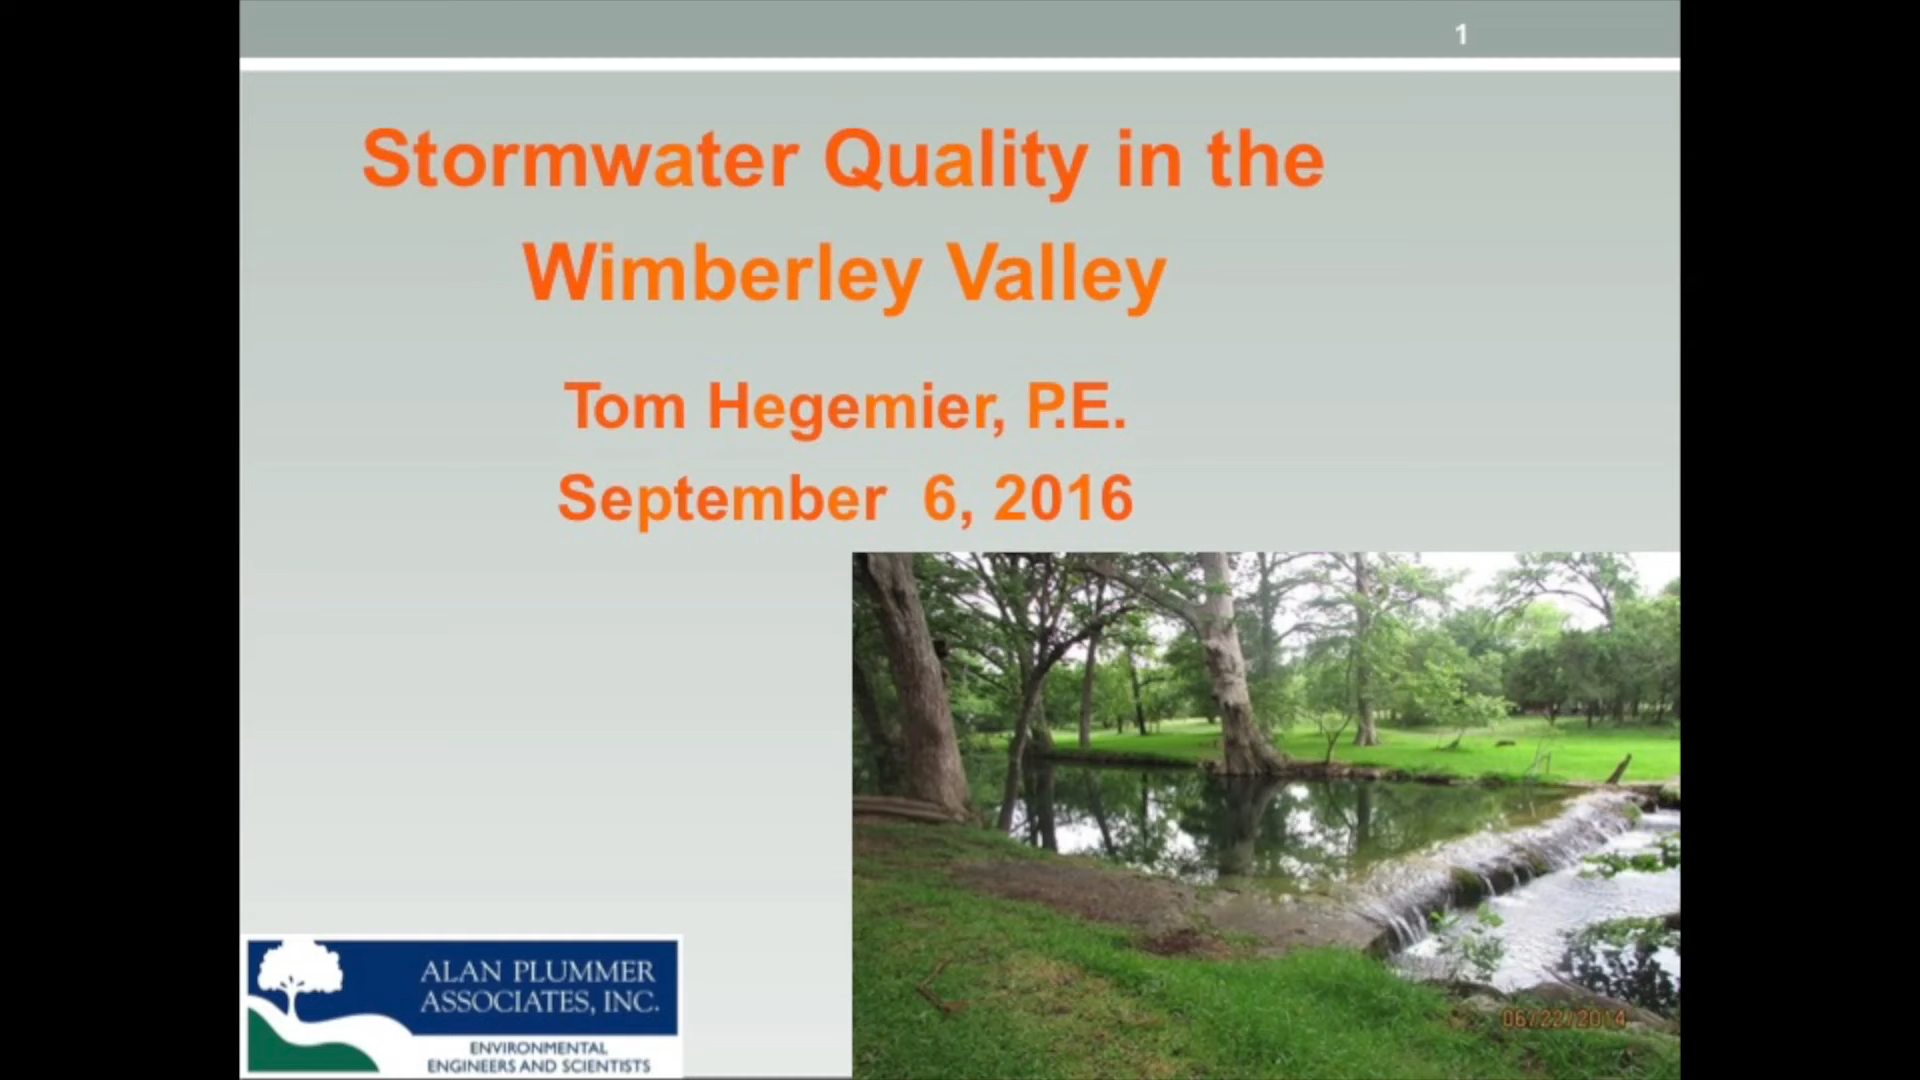 1
Stormwater Quality in the
Wimberley Valley
Tom Hegemier, P.E.
September 6, 2016
06/22/2014
ALAN PLUMMER
ASSOCIATES, INC.
ENVIRONMENTAL
ENGINEERS AND SCIENTISTS